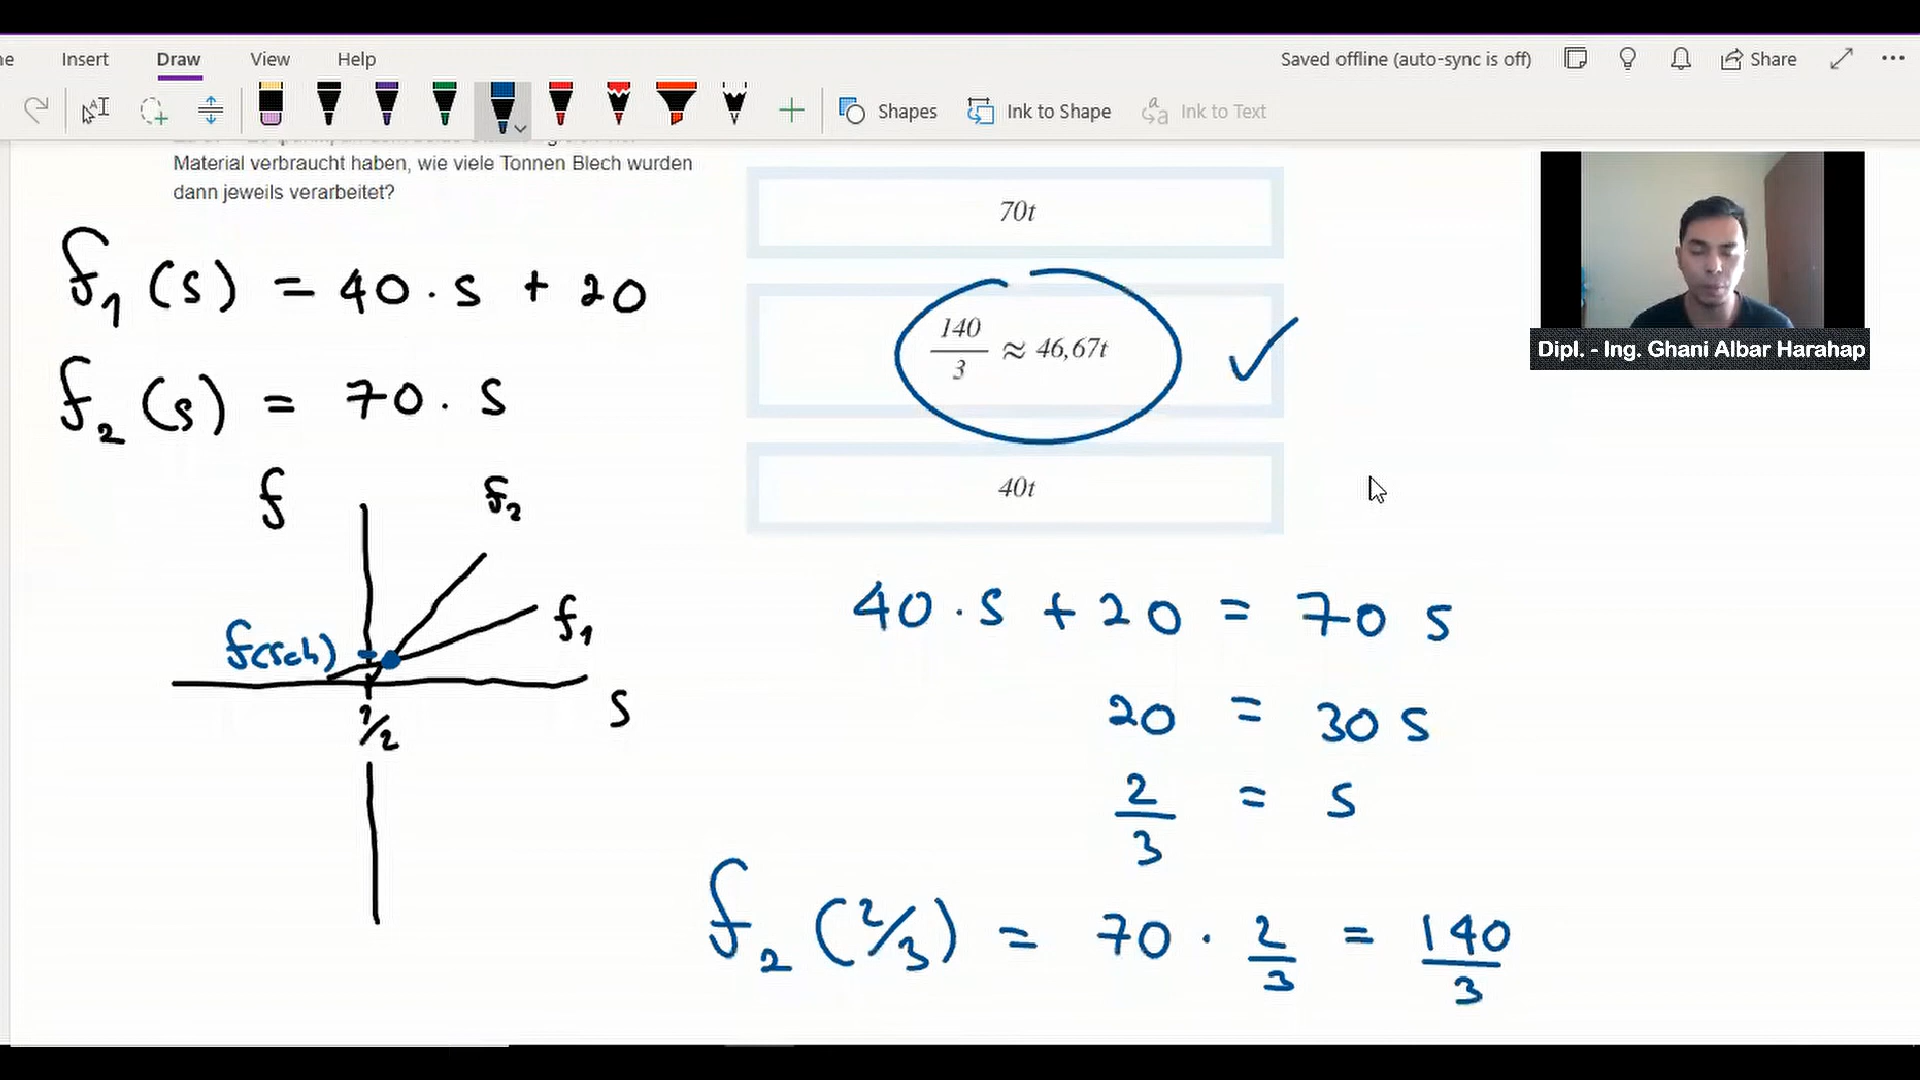 Insert Draw View Help Saved offline (auto-sync is off) Share
Shapes Ink to Shape Ink to Text
Material verbraucht haben, wie viele Tonnen Blech wurden
dann jeweils verarbeitet?
f₁ (s) = 40 · s + 20
f₂ (s) = 70 · s
f
f₂
f₁
f(sch)
s
1/2
70t
140/3 ≈ 46,67t
40t
Dipl. - Ing. Ghani Albar Harahap
40 · s + 20 = 70 s
20 = 30 s
2/3 = s
f₂ (2/3) = 70 · 2/3 = 140/3